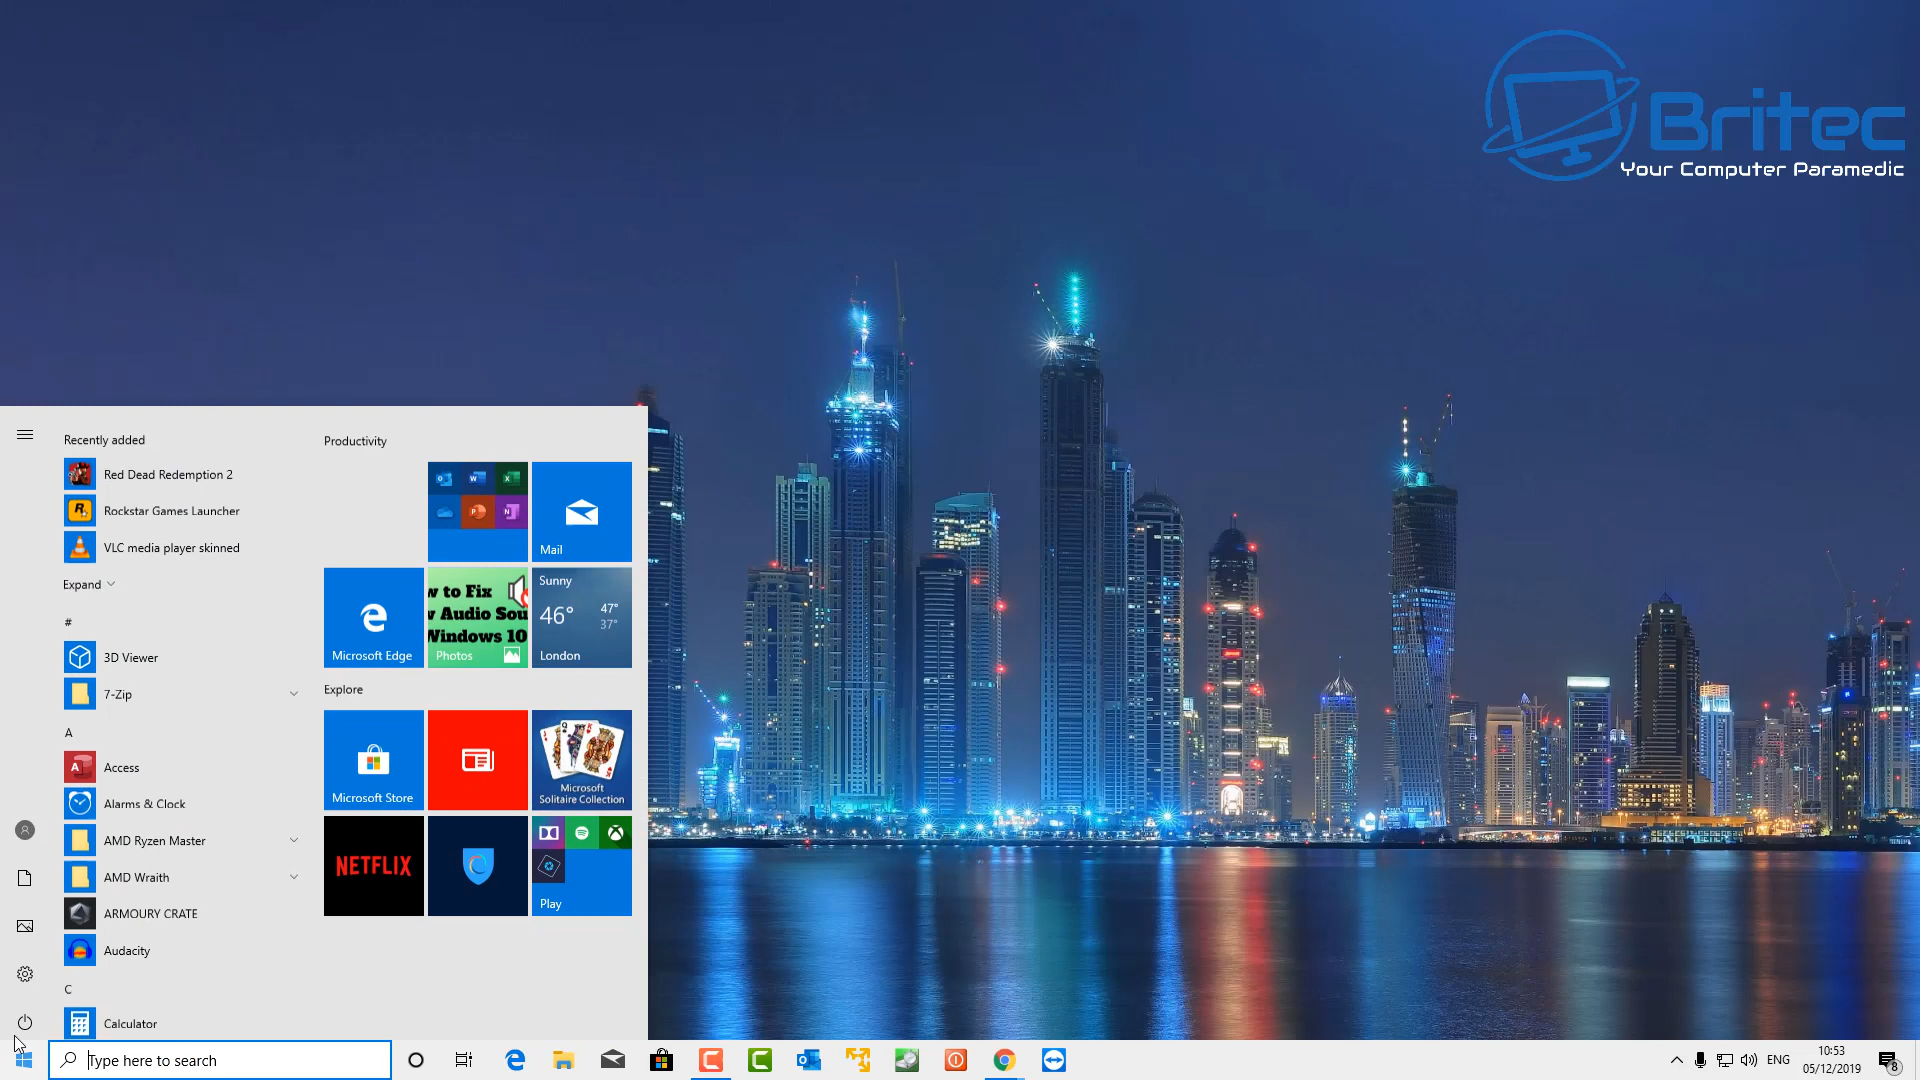 Britec
Your Computer Paramedic
Recently added
Red Dead Redemption 2
Rockstar Games Launcher
VLC media player skinned
Expand
#
3D Viewer
7-Zip
A
Access
Alarms & Clock
AMD Ryzen Master
AMD Wraith
ARMOURY CRATE
Audacity
C
Calculator
Productivity
Mail
Microsoft Edge
w to Fix
w Audio Sou
Windows 10
Photos
Sunny
46°
47°
37°
London
Explore
Microsoft Store
Microsoft
Solitaire Collection
NETFLIX
Play
Type here to search
ENG
10:53
05/12/2019
8